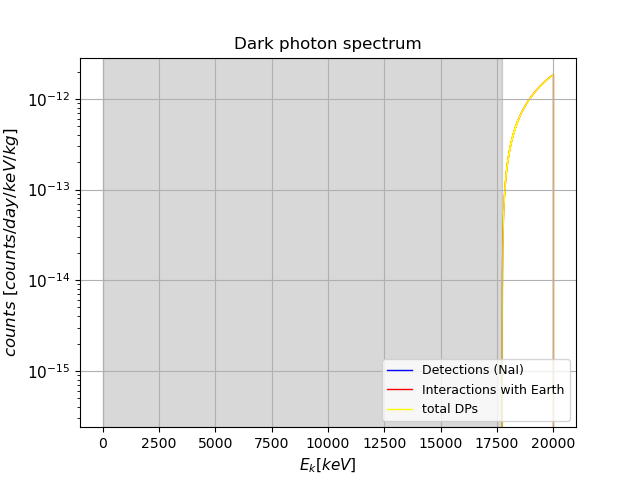 Dark photon spectrum
counts [counts/day/keV/kg]
10⁻¹²
10⁻¹³
10⁻¹⁴
10⁻¹⁵
Detections (NaI)
Interactions with Earth
total DPs
0 2500 5000 7500 10000 12500 15000 17500 20000
Eₖ[keV]